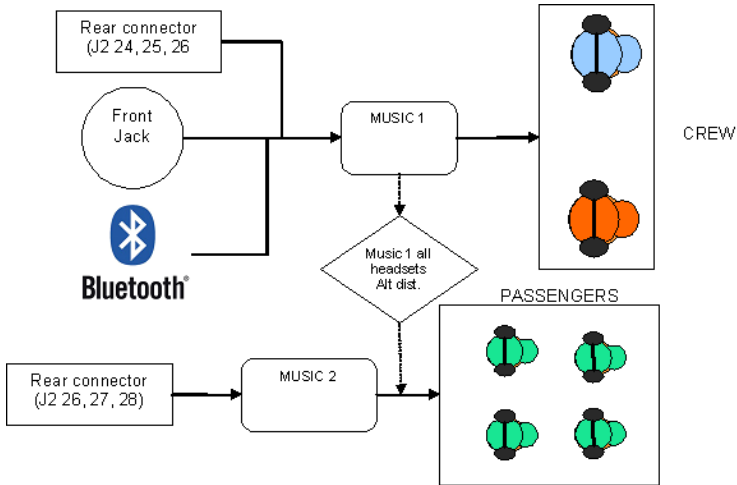 Rear connector
(J2 24, 25, 26
Front
Jack
MUSIC 1
CREW
Bluetooth®
Music 1 all
headsets
Alt dist.
PASSENGERS
Rear connector
(J2 26, 27, 28)
MUSIC 2